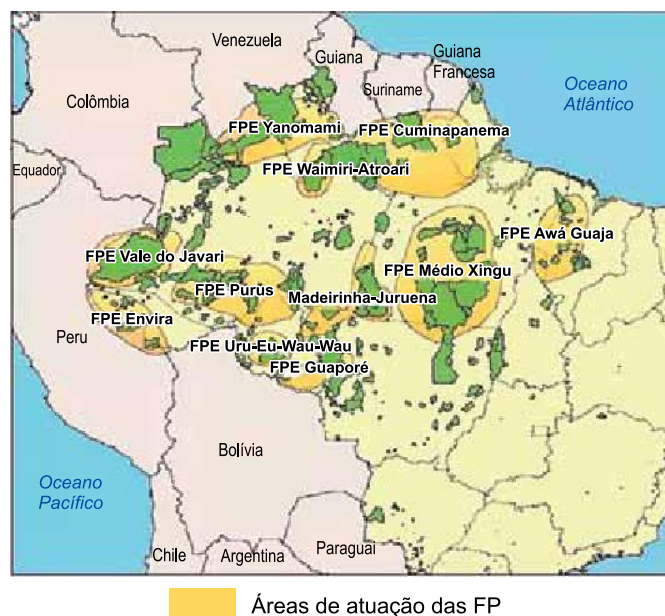 Venezuela
Guiana
Guiana
Francesa
Suriname
Oceano
Atlântico
Colômbia
FPE Yanomami
FPE Cuminapanema
FPE Waimiri-Atroari
Equador
FPE Awá Guaja
FPE Vale do Javari
FPE Médio Xingu
FPE Purus
Madeirinha-Juruena
FPE Envira
Peru
FPE Uru-Eu-Wau-Wau
FPE Guaporé
Bolívia
Oceano
Pacífico
Chile
Argentina
Paraguai
Áreas de atuação das FP